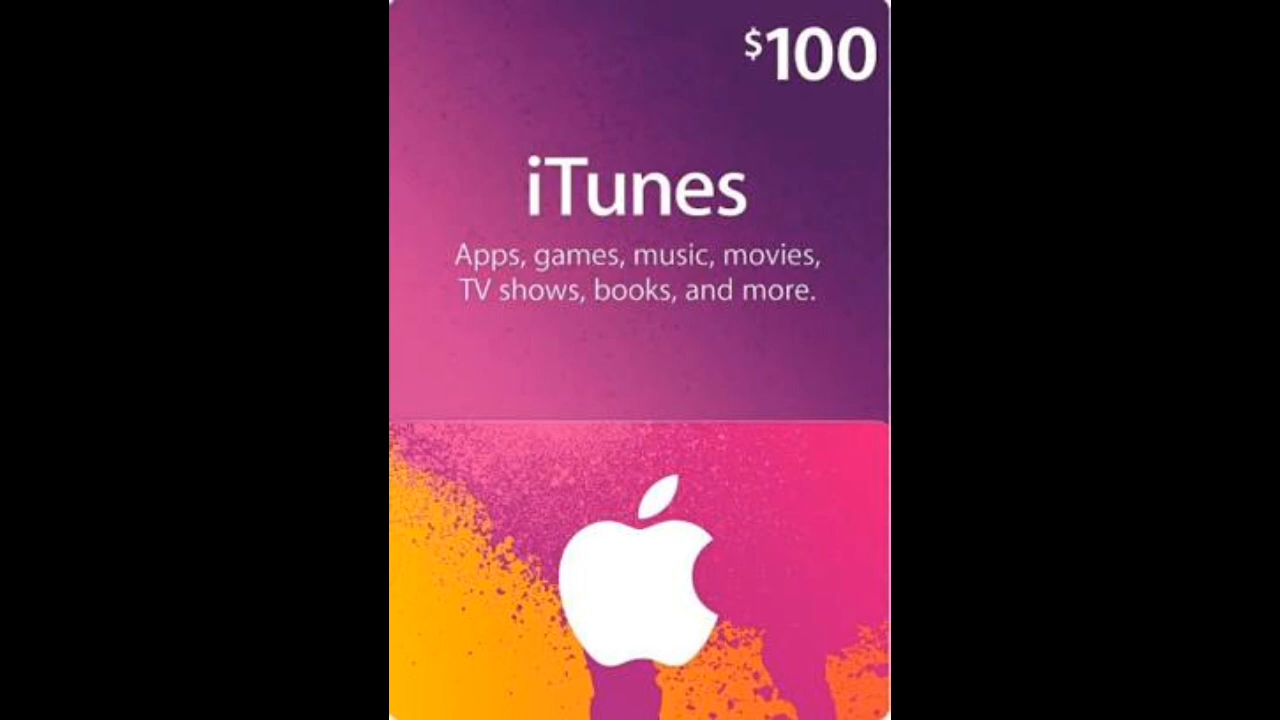 $100
iTunes
Apps, games, music, movies,
TV shows, books, and more.